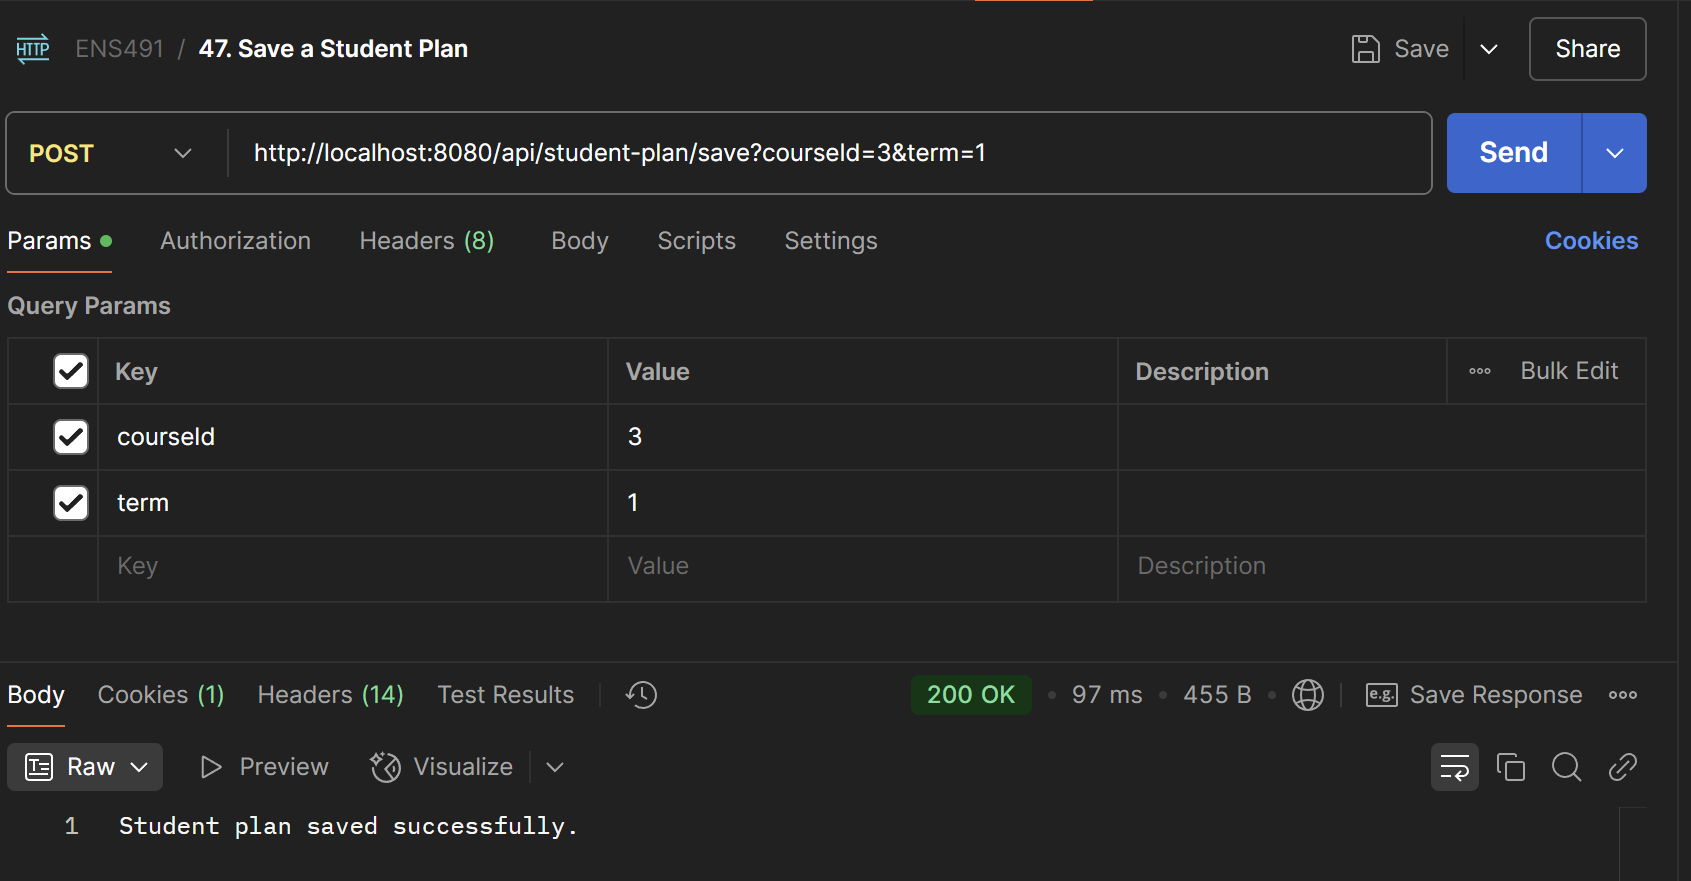 HTTP ENS491 / 47. Save a Student Plan Save Share
POST http://localhost:8080/api/student-plan/save?courseId=3&term=1 Send
Params Authorization Headers (8) Body Scripts Settings Cookies
Query Params
Key Value Description Bulk Edit
courseId 3
term 1
Key Value Description
Body Cookies (1) Headers (14) Test Results 200 OK • 97 ms • 455 B • e.g. Save Response
Raw Preview Visualize
1 Student plan saved successfully.